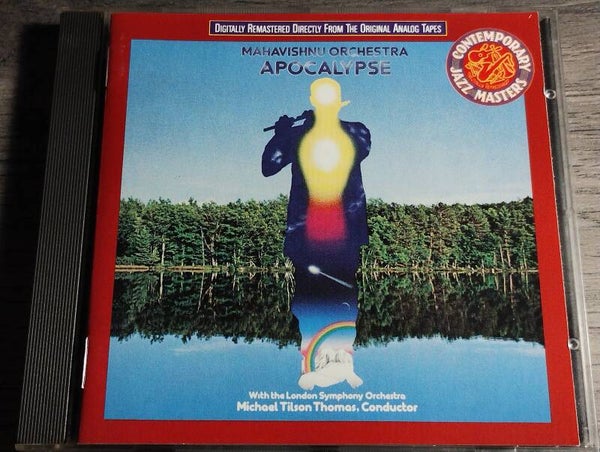 DIGITALLY REMASTERED DIRECTLY FROM THE ORIGINAL ANALOG TAPES
MAHAVISHNU ORCHESTRA
APOCALYPSE
CONTEMPORARY
JAZZ MASTERS
With the London Symphony Orchestra
Michael Tilson Thomas, Conductor